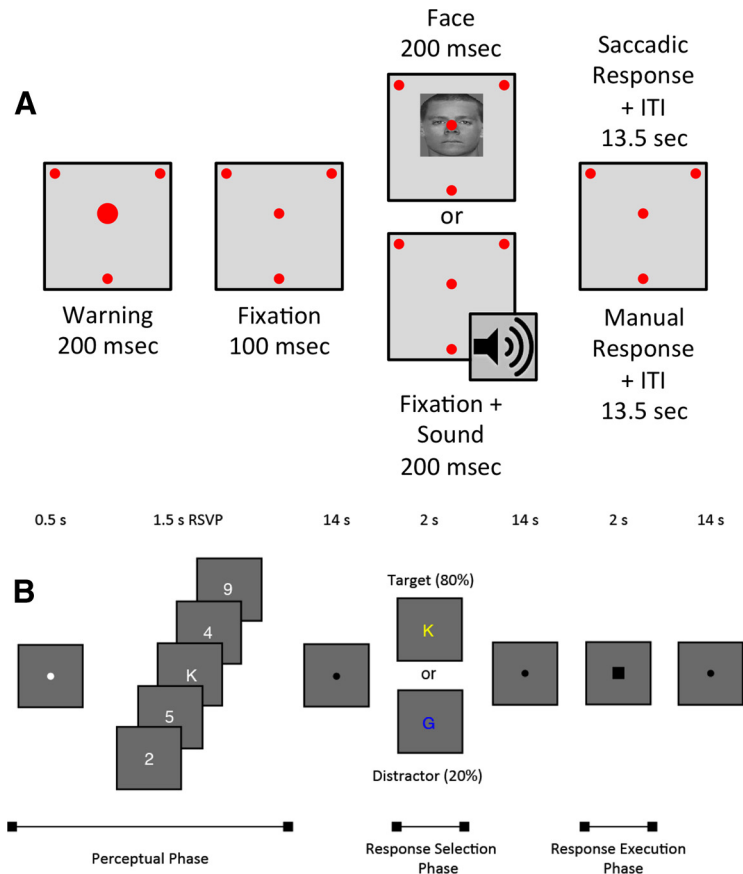 A
Warning
200 msec
Fixation
100 msec
Face
200 msec
or
Fixation +
Sound
200 msec
Saccadic
Response
+ ITI
13.5 sec
Manual
Response
+ ITI
13.5 sec
B
0.5 s
1.5 s RSVP
14 s
2 s
14 s
2 s
14 s
9
4
K
5
2
Target (80%)
K
or
G
Distractor (20%)
Perceptual Phase
Response Selection
Phase
Response Execution
Phase